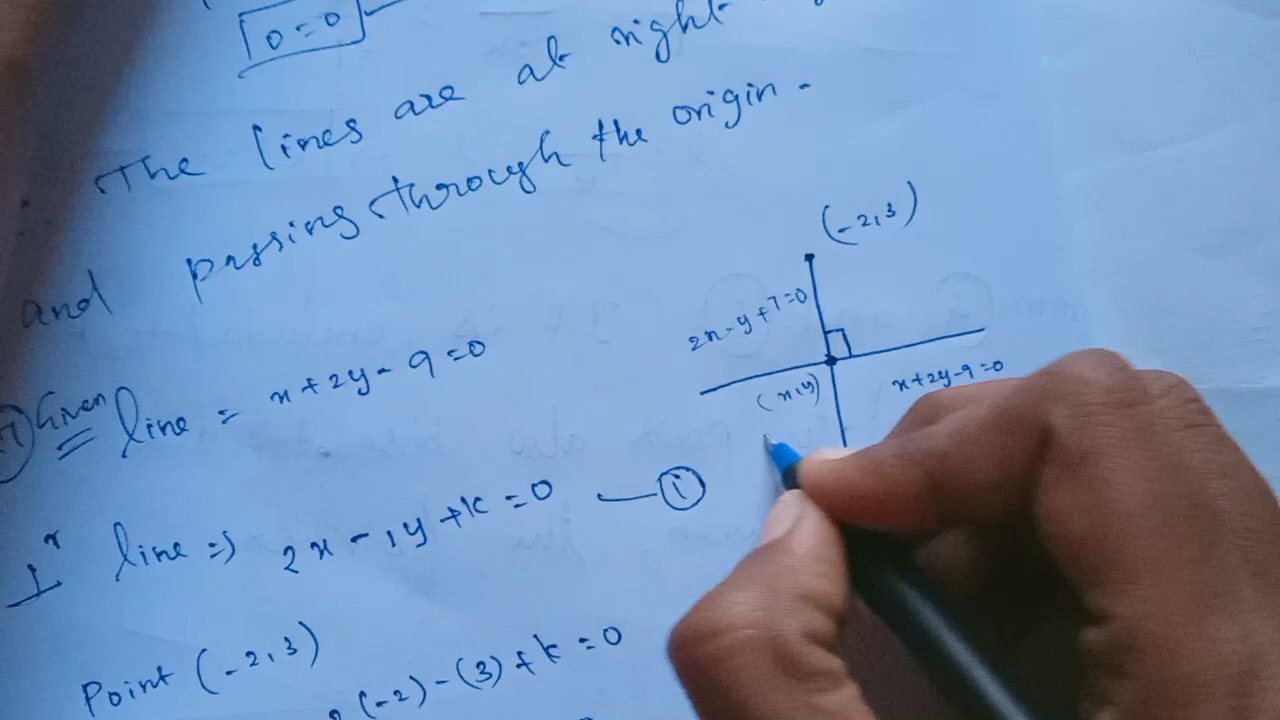 0=0
∴ The lines are at right
and passing through the origin.
(-2,3)
2x-y+7=0
x+2y-9=0
(x,y)
Given line = x+2y-9=0
⊥r line => 2x-1y+k=0 — (i)
Point (-2,3)
(-2)-(3)+k=0